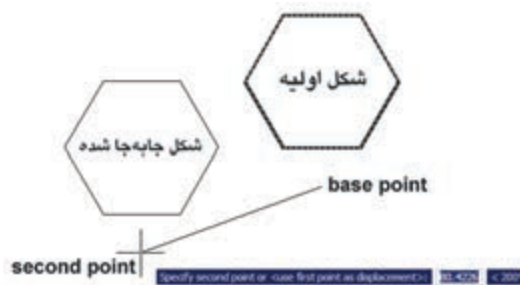 شکل اولیه
شکل جابه‌جا شده
base point
second point
Specify second point or <use first point as displacement>: